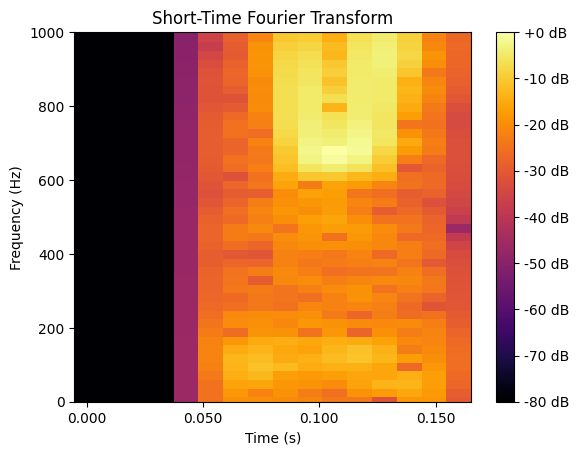 Short-Time Fourier Transform
1000
800
600
400
200
0
Frequency (Hz)
0.000
0.050
0.100
0.150
Time (s)
+0 dB
-10 dB
-20 dB
-30 dB
-40 dB
-50 dB
-60 dB
-70 dB
-80 dB